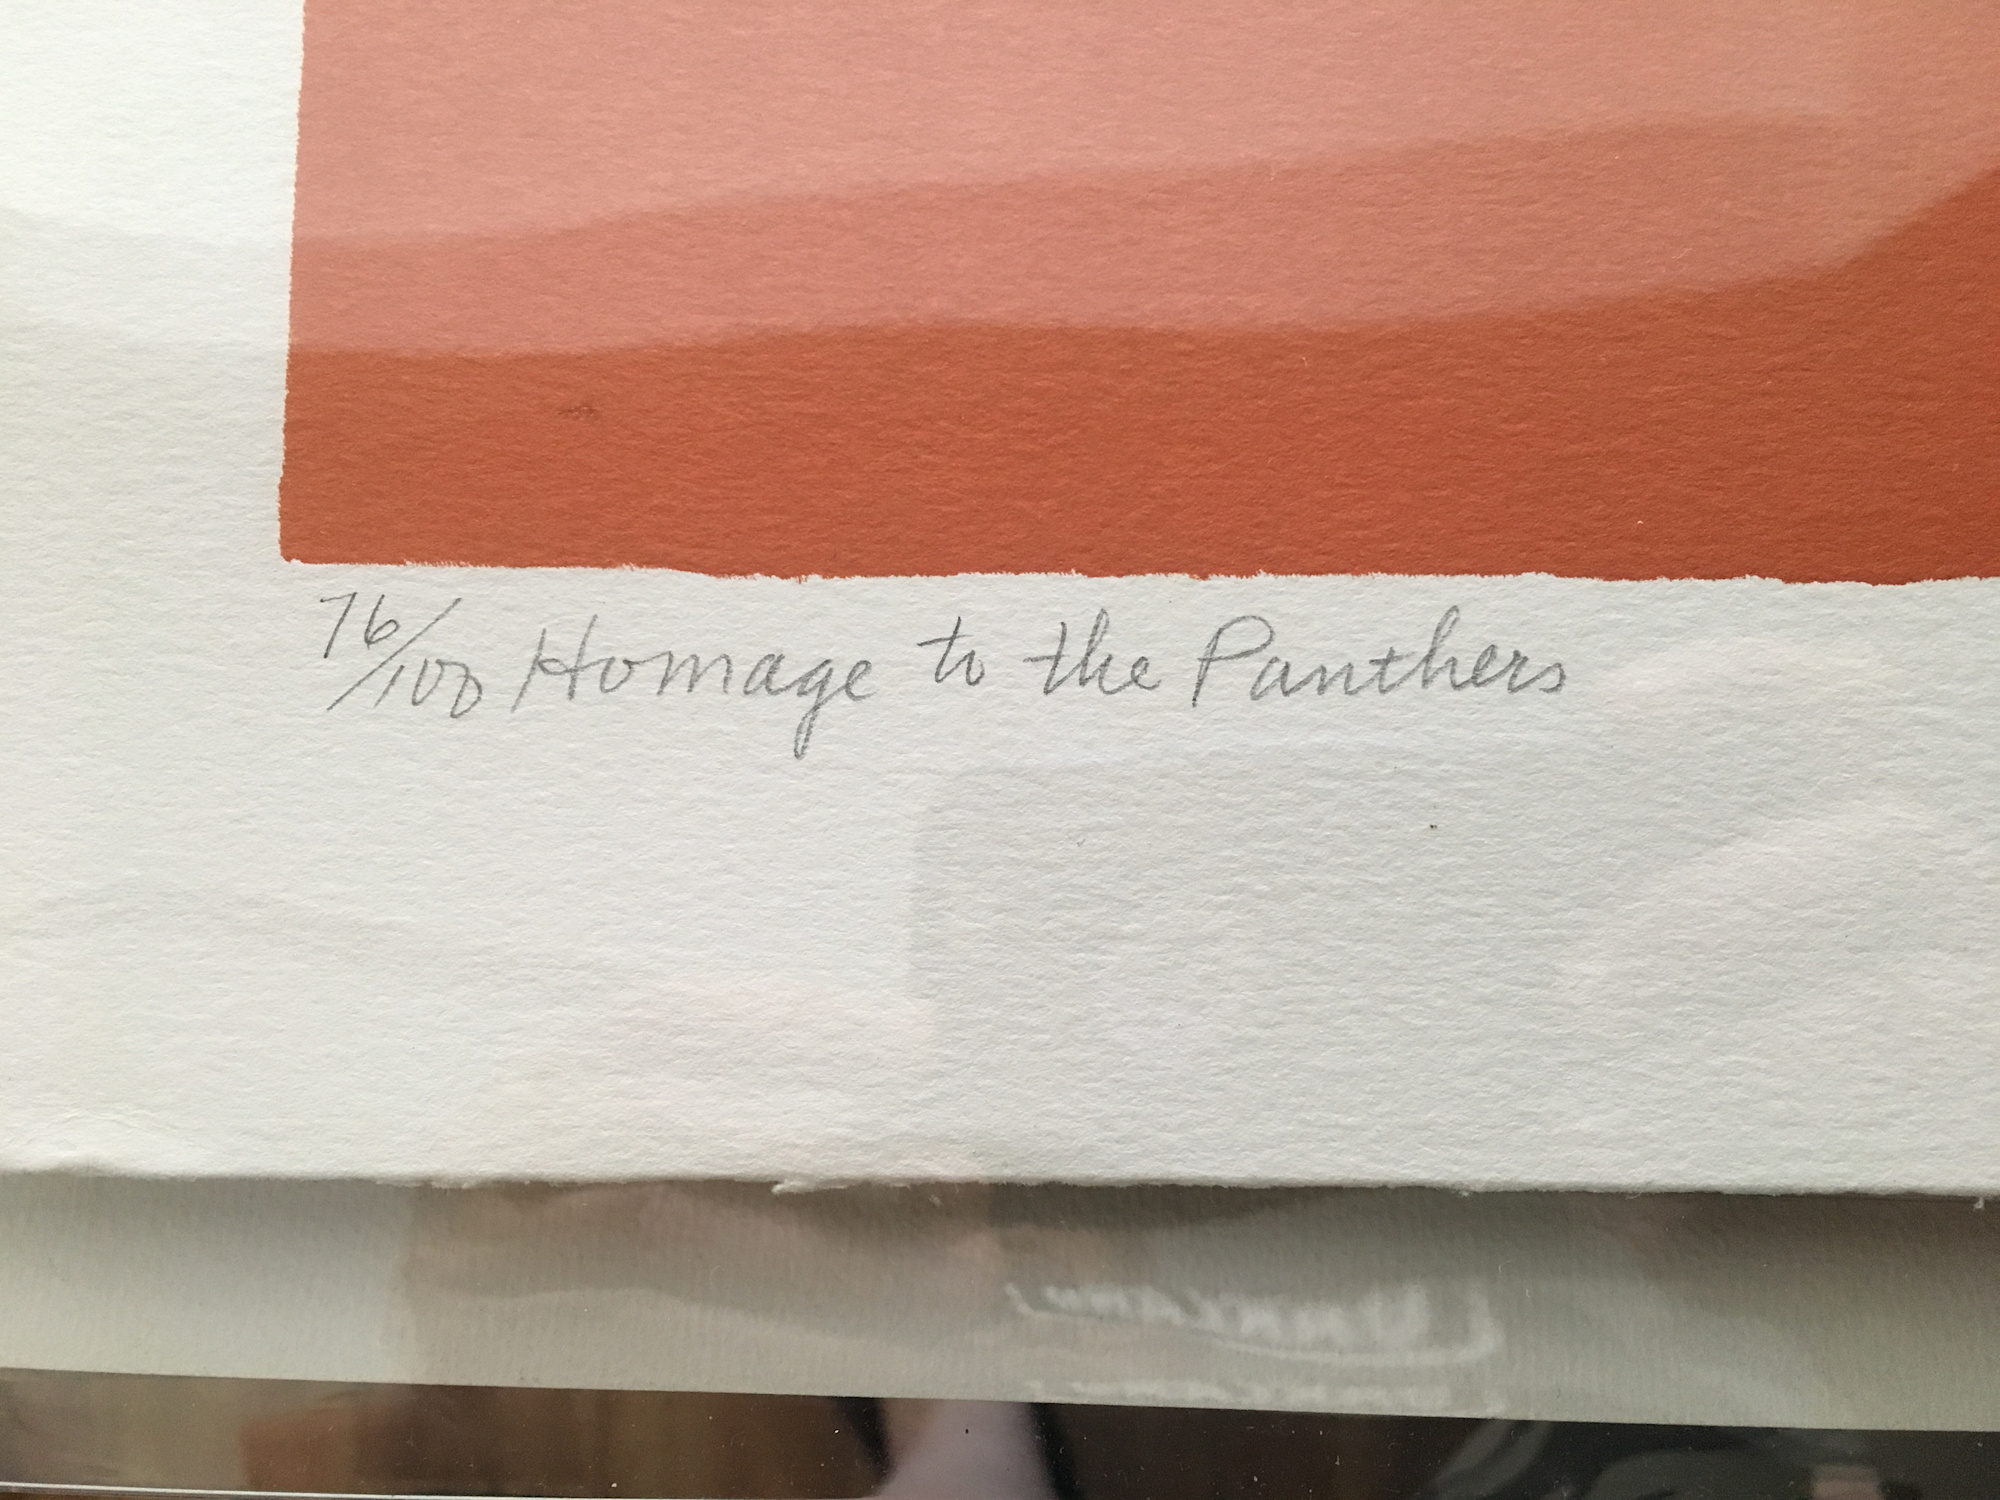 76/100 Homage to the Panthers